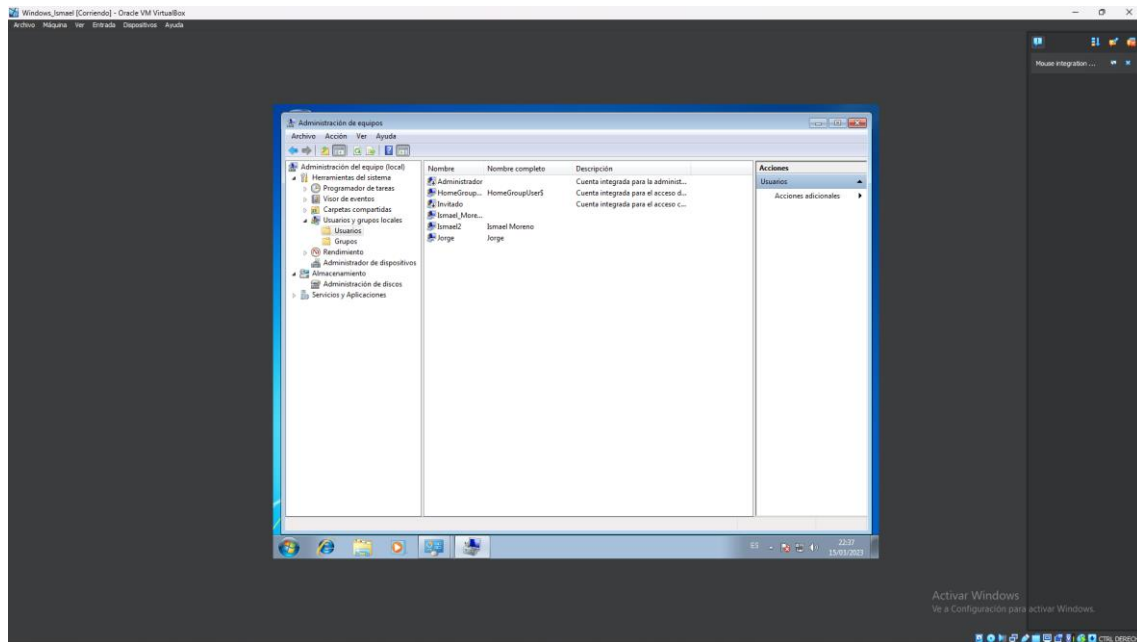 Windows_Ismael [Corriendo] - Oracle VM VirtualBox
Archivo Máquina Ver Entrada Dispositivos Ayuda
Mouse integration ...
Administración de equipos
Archivo Acción Ver Ayuda
Administración del equipo (local)
Herramientas del sistema
Programador de tareas
Visor de eventos
Carpetas compartidas
Usuarios y grupos locales
Usuarios
Grupos
Rendimiento
Administrador de dispositivos
Almacenamiento
Administración de discos
Servicios y Aplicaciones
Nombre Nombre completo Descripción
Administrador Cuenta integrada para la administ...
HomeGroup... HomeGroupUser$ Cuenta integrada para el acceso d...
Invitado Cuenta integrada para el acceso c...
Ismael_More...
Ismael2 Ismael Moreno
Jorge Jorge
Acciones
Usuarios
Acciones adicionales
ES 22:37
15/03/2023
Activar Windows
Ve a Configuración para activar Windows.
CTRL DERECH